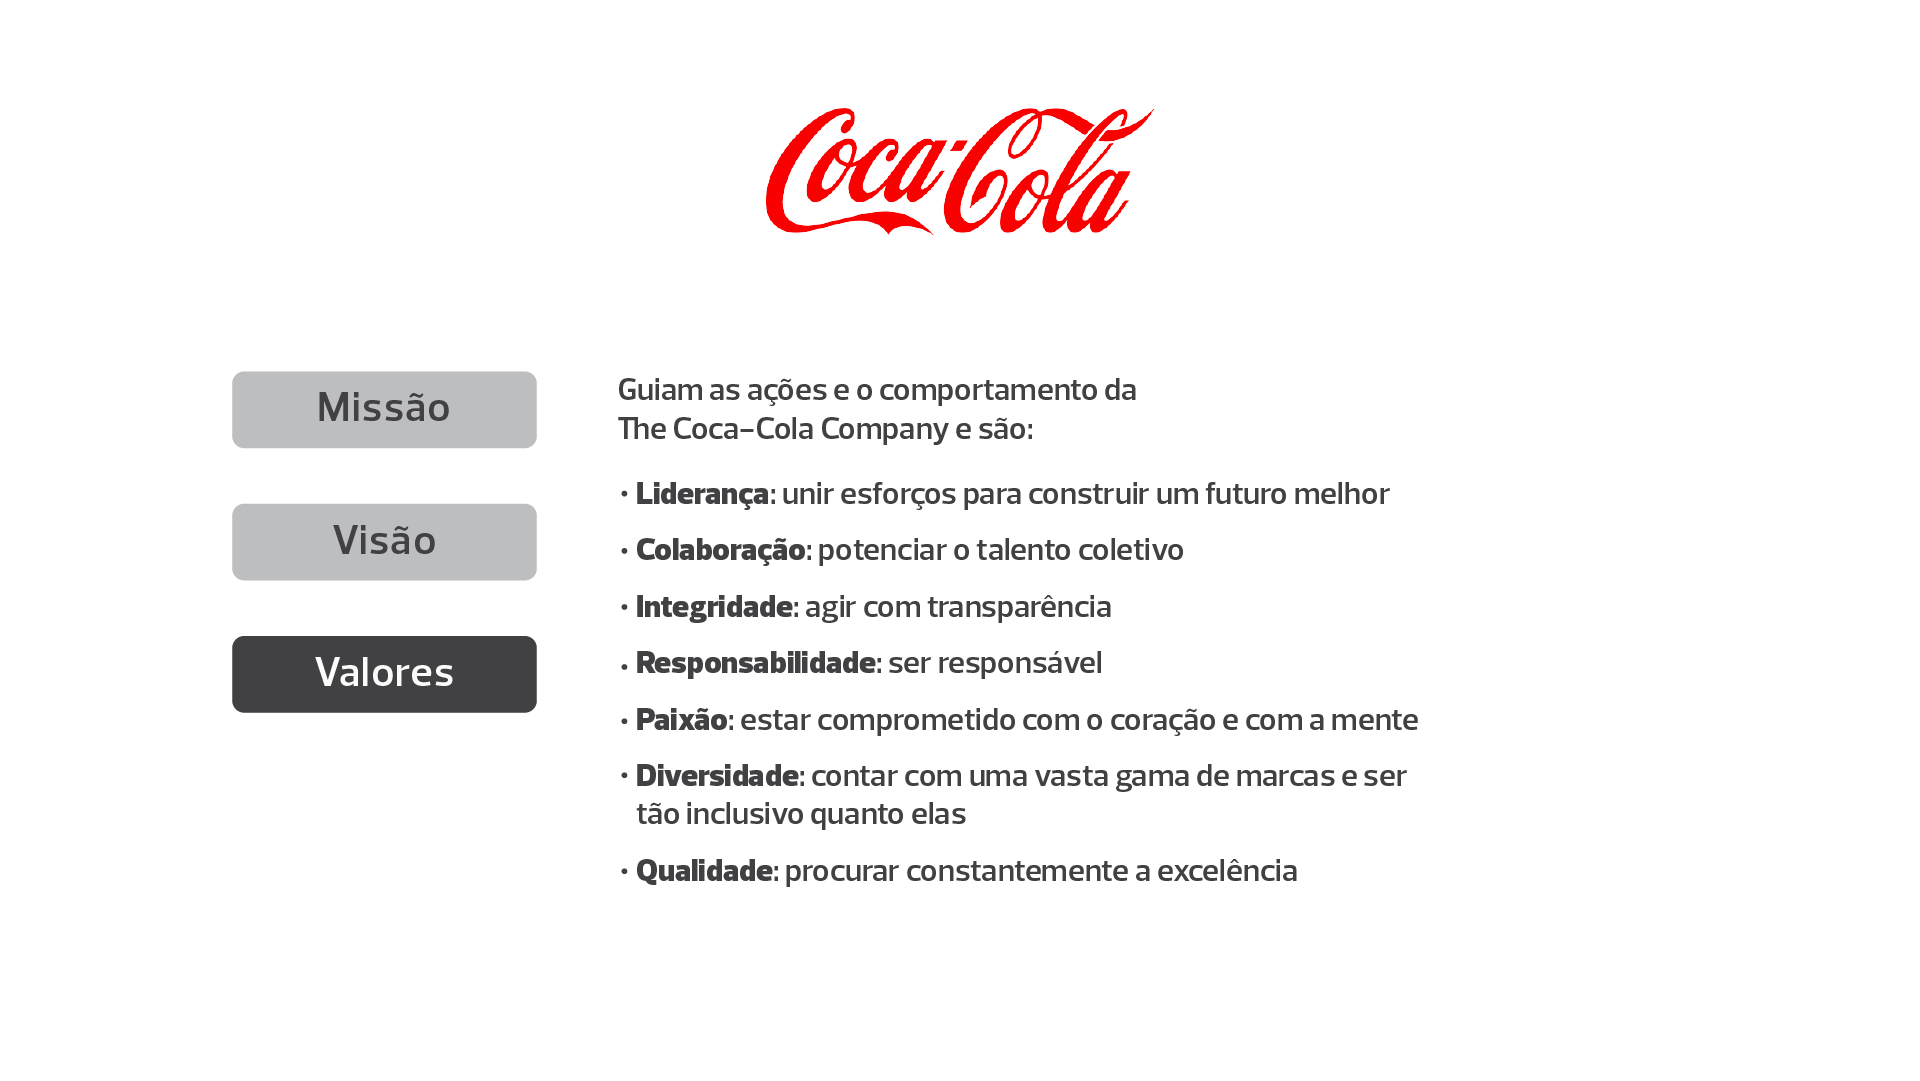 Coca-Cola
Missão
Visão
Valores
Guiam as ações e o comportamento da
The Coca-Cola Company e são:
• Liderança: unir esforços para construir um futuro melhor
• Colaboração: potenciar o talento coletivo
• Integridade: agir com transparência
• Responsabilidade: ser responsável
• Paixão: estar comprometido com o coração e com a mente
• Diversidade: contar com uma vasta gama de marcas e ser
tão inclusivo quanto elas
• Qualidade: procurar constantemente a excelência